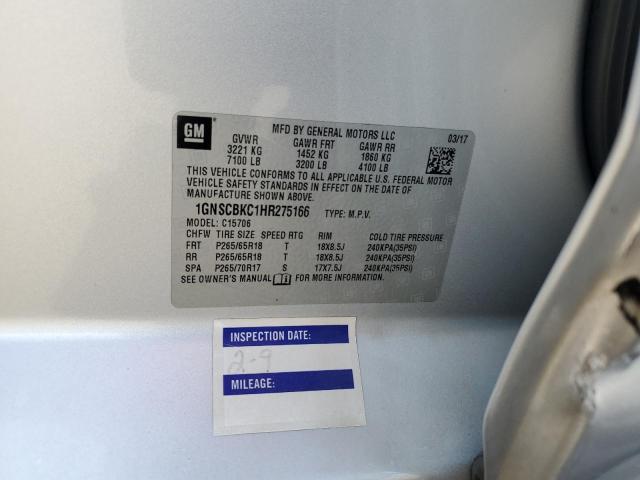 GM
MFD BY GENERAL MOTORS LLC
03/17
GVWR GAWR FRT GAWR RR
3221 KG 1452 KG 1860 KG
7100 LB 3200 LB 4100 LB
THIS VEHICLE CONFORMS TO ALL APPLICABLE U.S. FEDERAL MOTOR
VEHICLE SAFETY STANDARDS IN EFFECT ON THE DATE OF
MANUFACTURE SHOWN ABOVE.
1GNSCBKC1HR275166 TYPE: M.P.V.
MODEL: C15706
CHFW TIRE SIZE SPEED RTG RIM COLD TIRE PRESSURE
FRT P265/65R18 T 18X8.5J 240KPA(35PSI)
RR P265/65R18 T 18X8.5J 240KPA(35PSI)
SPA P265/70R17 S 17X7.5J 240KPA(35PSI)
SEE OWNER'S MANUAL FOR MORE INFORMATION.
INSPECTION DATE:
2-9
MILEAGE: